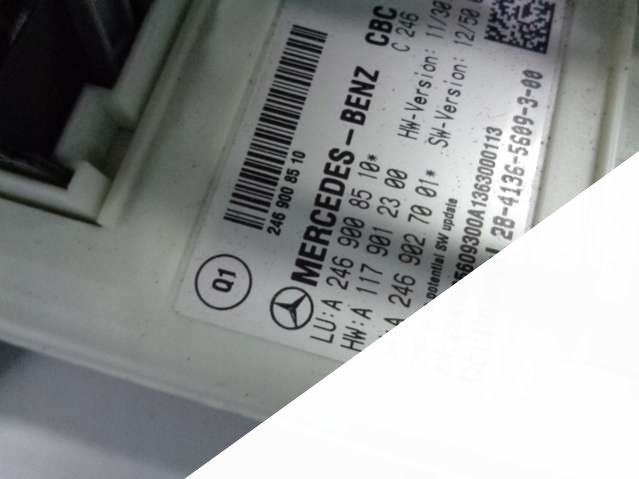 246 900 85 10
Q1
MERCEDES-BENZ CBC
C 246
LU:A 246 900 85 10*
HW:A 117 901 23 00 HW-Version: 11/30
A 246 902 70 01* SW-Version: 12/50
potential SW update
5609300A1363000113
2B-4136-5609-3-00